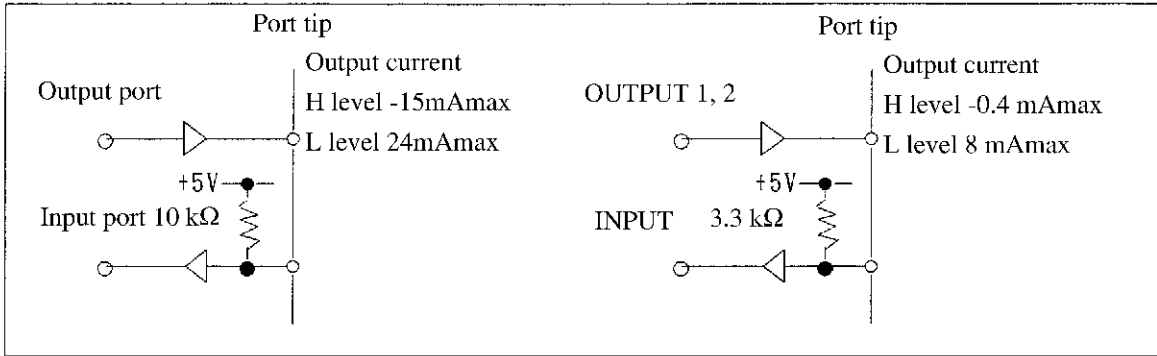 Port tip
Output current
Output port
H level -15mAmax
L level 24mAmax
+5V
Input port 10 kΩ
Port tip
Output current
OUTPUT 1, 2
H level -0.4 mAmax
L level 8 mAmax
+5V
INPUT 3.3 kΩ